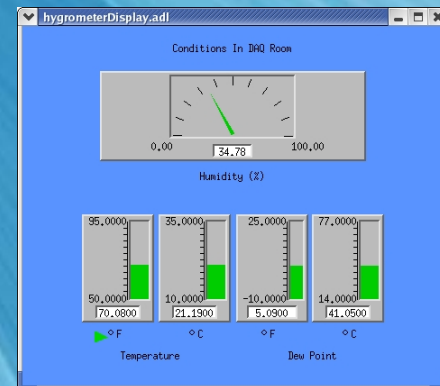 hygrometerDisplay.adl
Conditions In DAQ Room
0.00 34.78 100.00
Humidity (%)
95.0000 35.0000 25.0000 77.0000
50.0000 10.0000 -10.0000 14.0000
70.0800 21.1900 5.0900 41.0500
°F °C °F °C
Temperature Dew Point